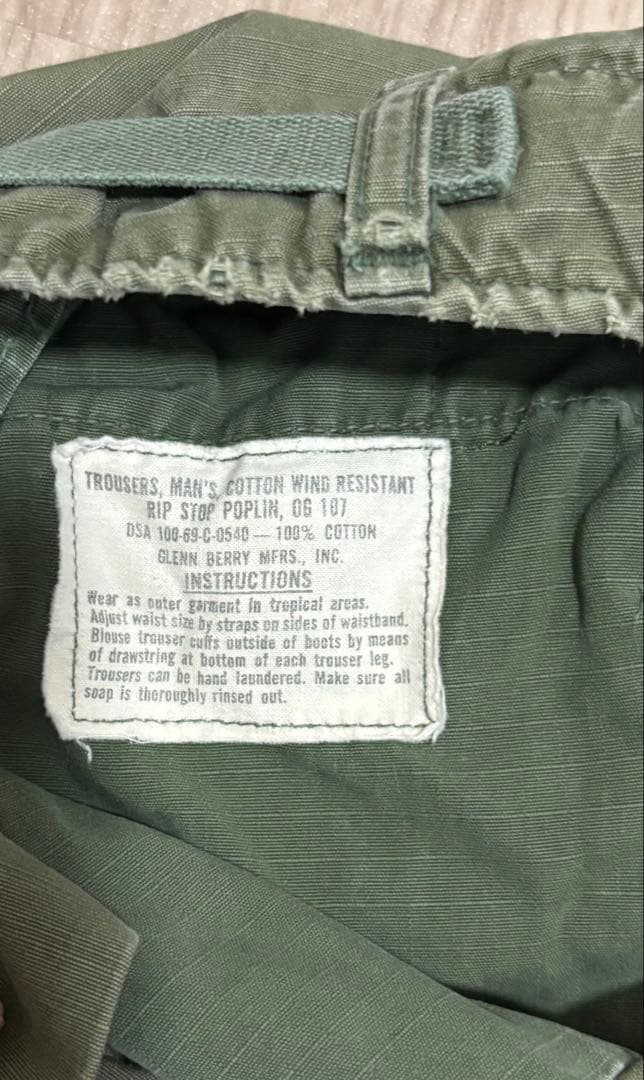 TROUSERS, MAN'S, COTTON WIND RESISTANT
RIP STOP POPLIN, OG 107
DSA 100-69-C-0540 — 100% COTTON
GLENN BERRY MFRS., INC.
INSTRUCTIONS
Wear as outer garment in tropical areas.
Adjust waist size by straps on sides of waistband.
Blouse trouser cuffs outside of boots by means
of drawstring at bottom of each trouser leg.
Trousers can be hand laundered. Make sure all
soap is thoroughly rinsed out.